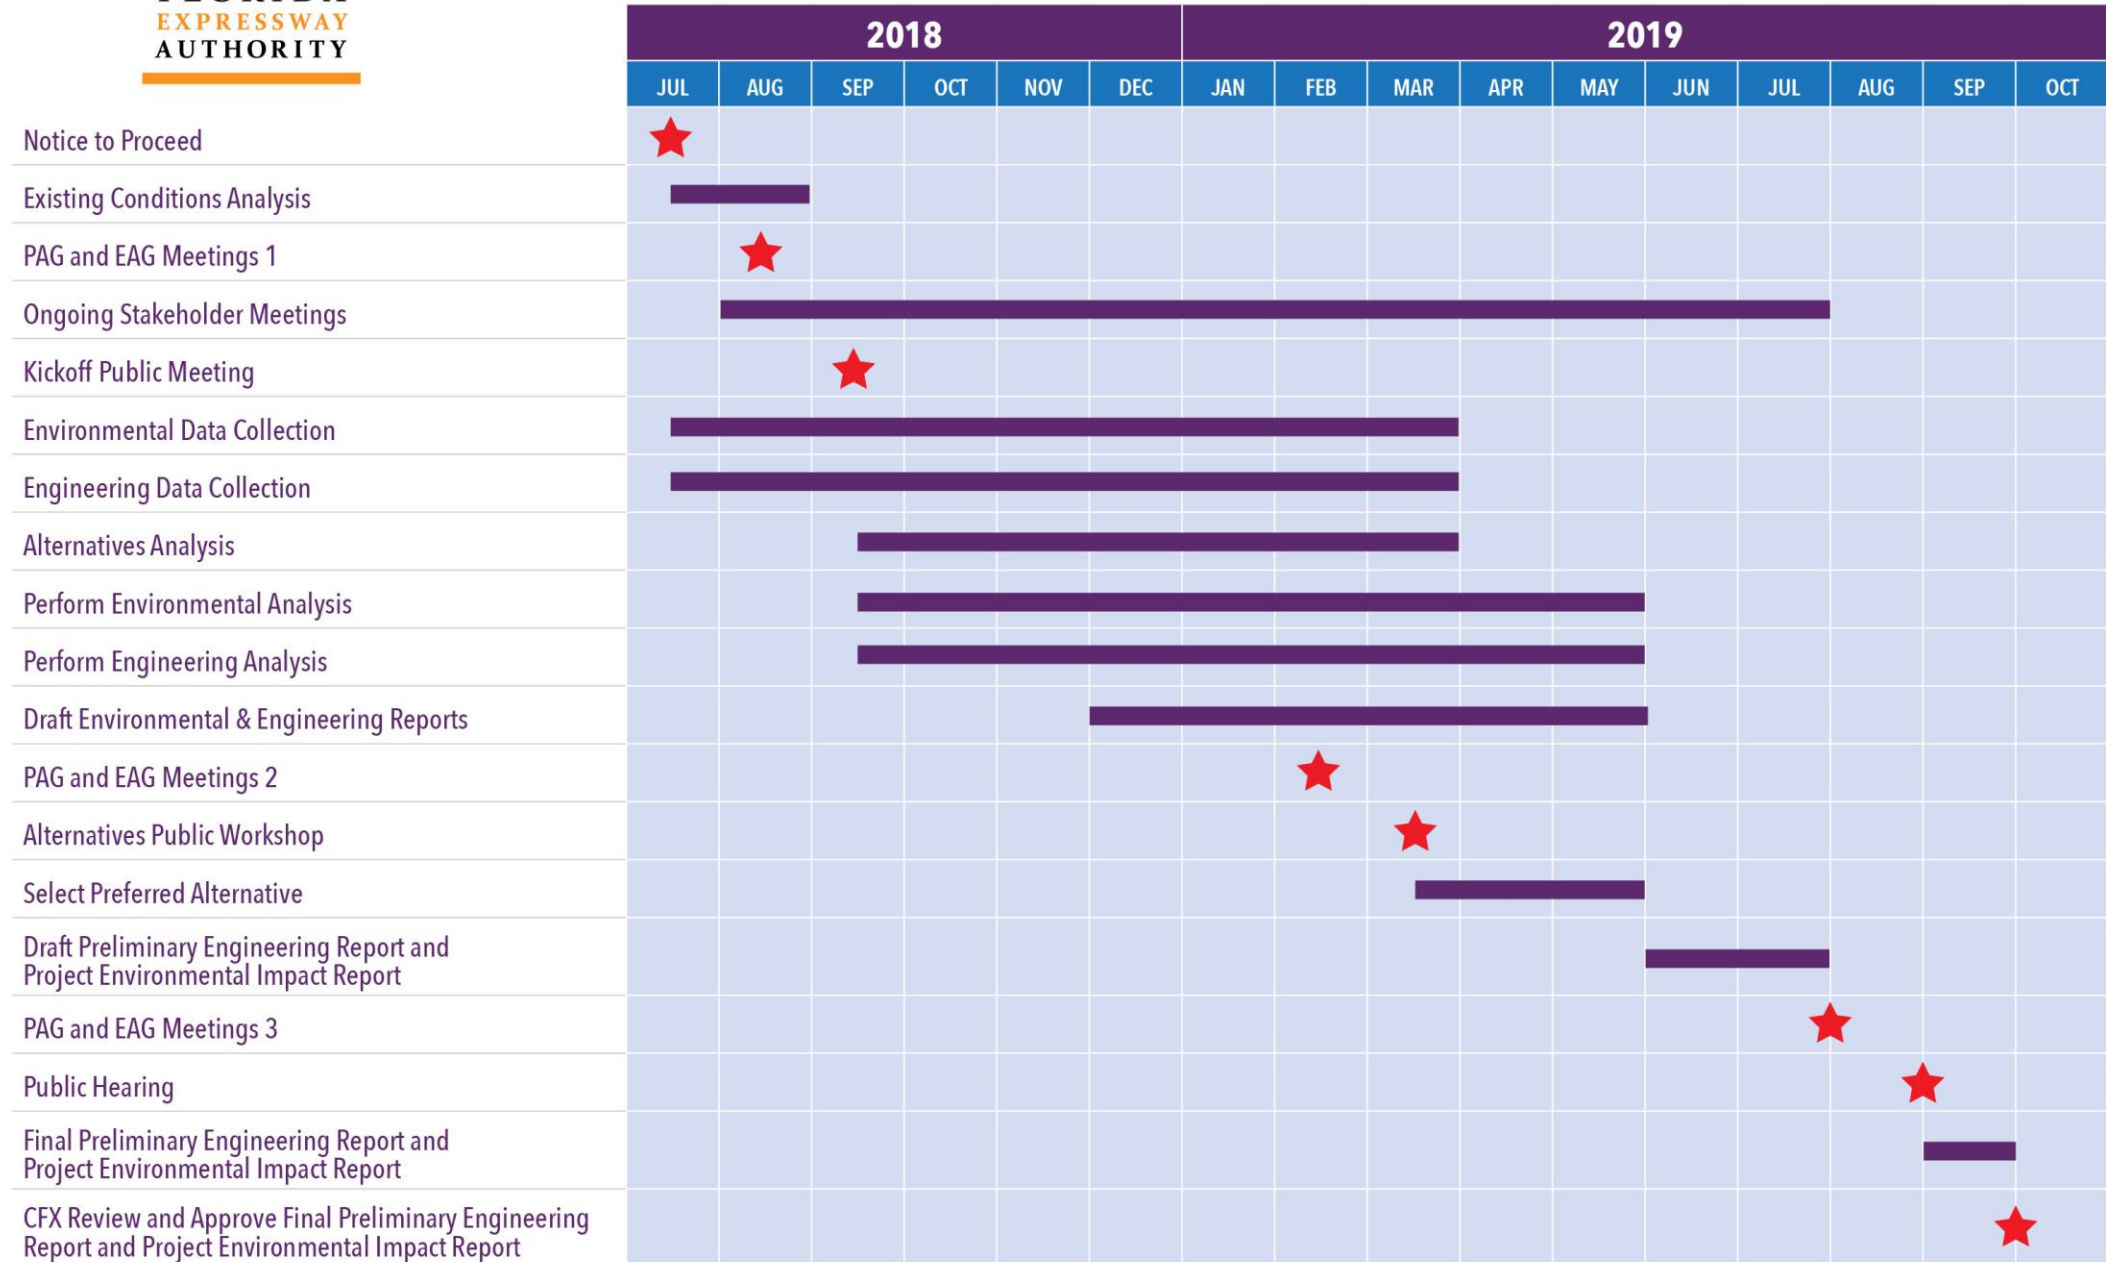 EXPRESSWAY
AUTHORITY
2018 2019
JUL AUG SEP OCT NOV DEC JAN FEB MAR APR MAY JUN JUL AUG SEP OCT
Notice to Proceed
Existing Conditions Analysis
PAG and EAG Meetings 1
Ongoing Stakeholder Meetings
Kickoff Public Meeting
Environmental Data Collection
Engineering Data Collection
Alternatives Analysis
Perform Environmental Analysis
Perform Engineering Analysis
Draft Environmental & Engineering Reports
PAG and EAG Meetings 2
Alternatives Public Workshop
Select Preferred Alternative
Draft Preliminary Engineering Report and
Project Environmental Impact Report
PAG and EAG Meetings 3
Public Hearing
Final Preliminary Engineering Report and
Project Environmental Impact Report
CFX Review and Approve Final Preliminary Engineering
Report and Project Environmental Impact Report